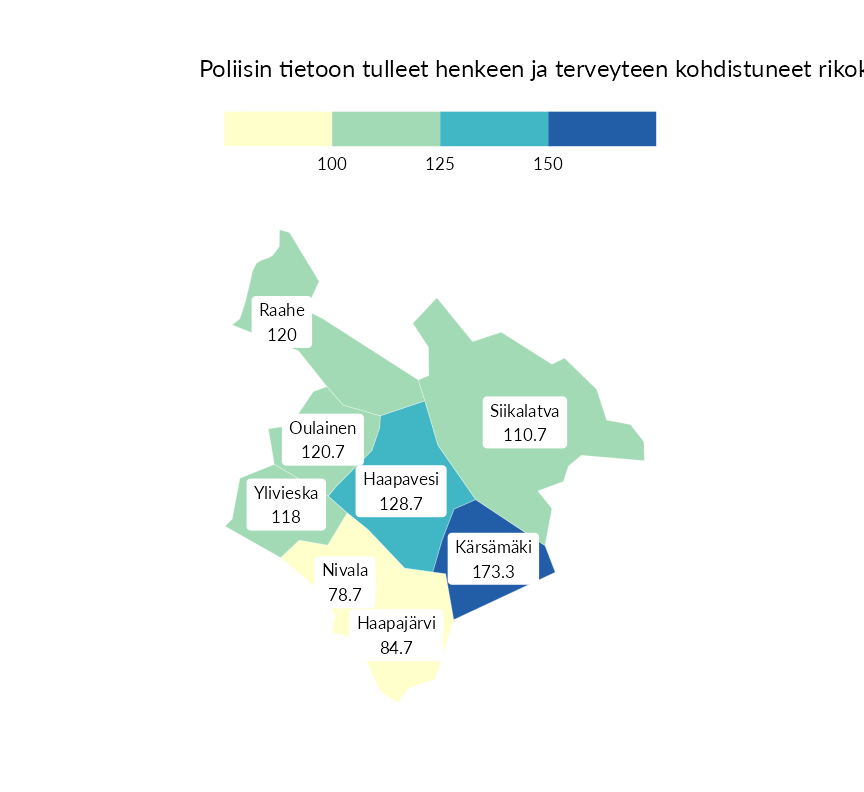 Poliisin tietoon tulleet henkeen ja terveyteen kohdistuneet
100 125 150
Raahe
120
Siikalatva
110.7
Oulainen
120.7
Haapavesi
128.7
Ylivieska
118
Kärsämäki
173.3
Nivala
78.7
Haapajärvi
84.7